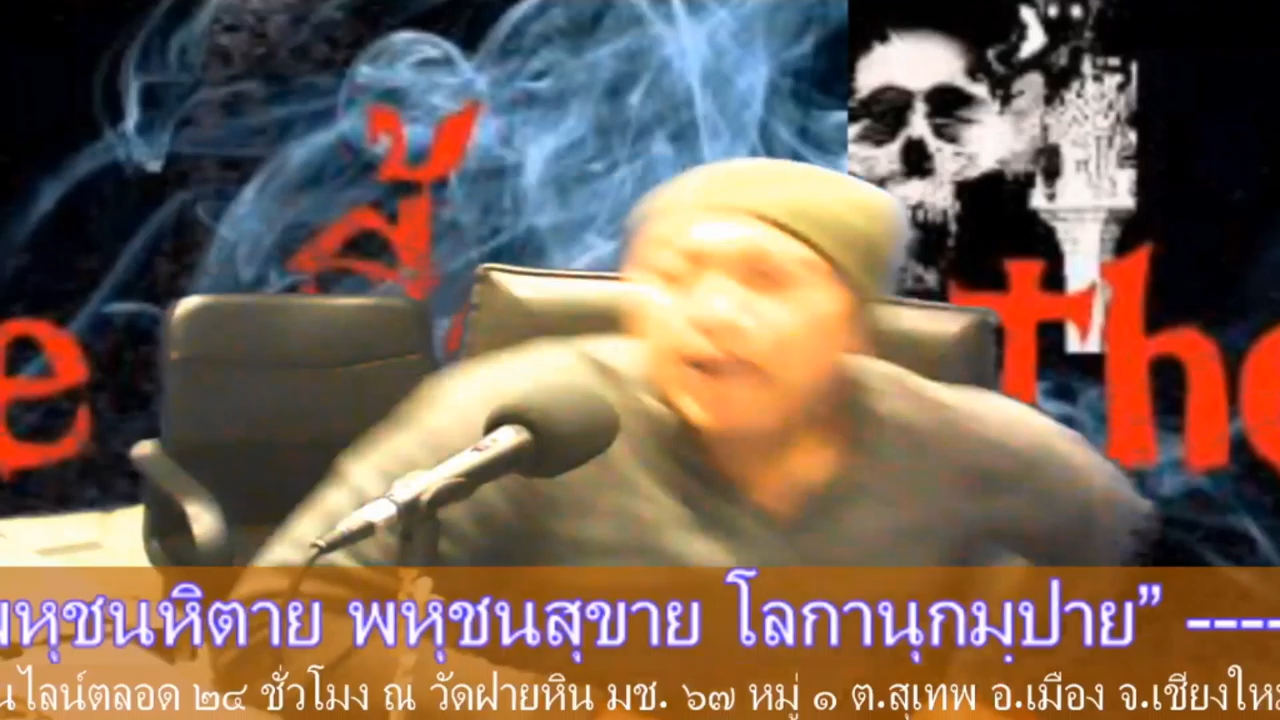 e
the
พหุชนหิตาย พหุชนสุขาย โลกานุกมฺปาย” ----
นไลน์ตลอด ๒๔ ชั่วโมง ณ วัดฝายหิน มช. ๖๗ หมู่ ๑ ต.สุเทพ อ.เมือง จ.เชียงใหม่